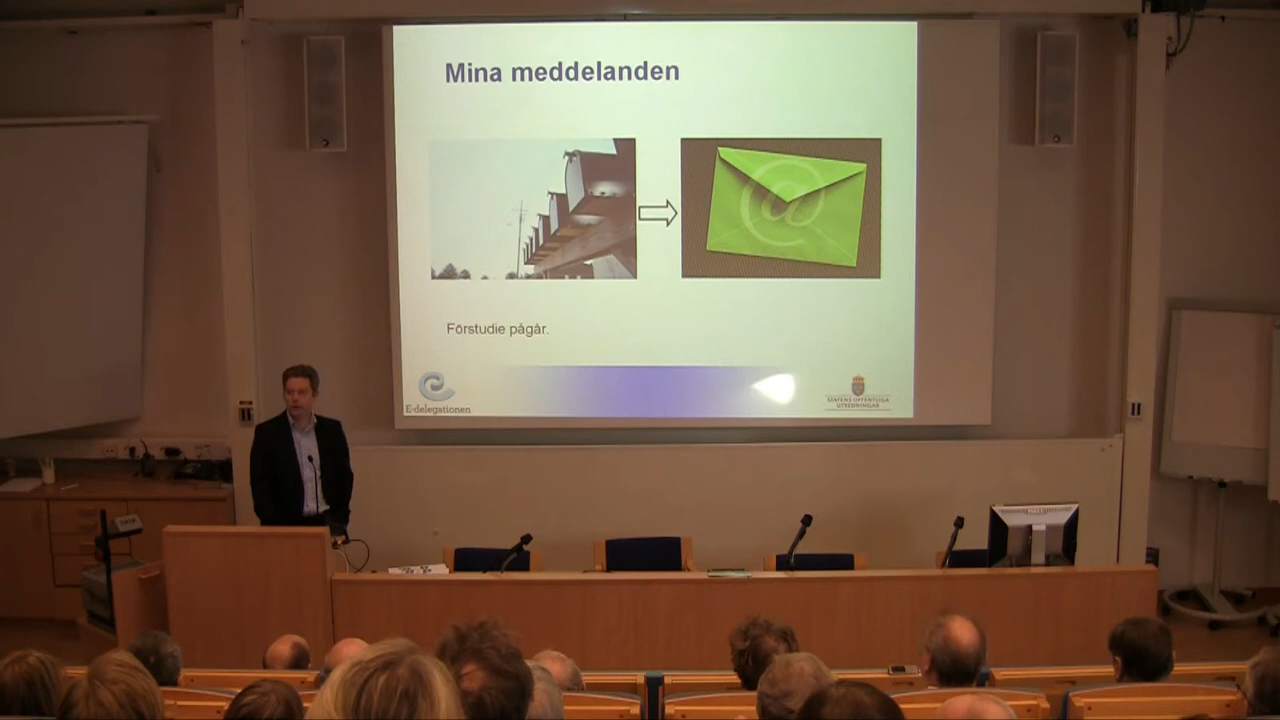 Mina meddelanden
@
Förstudie pågår.
E-delegationen
STATENS OFFENTLIGA
UTREDNINGAR